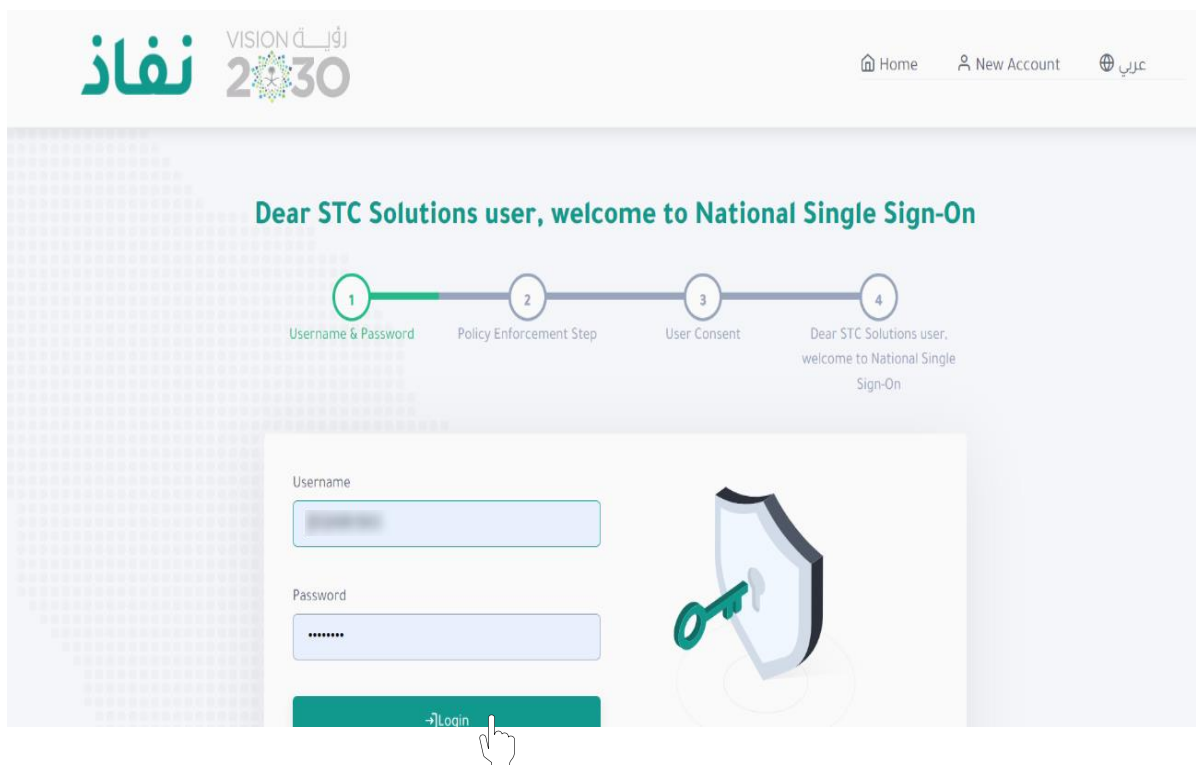 نفاذ
VISION رؤيـــة
2030
Home
New Account
عربي
Dear STC Solutions user, welcome to National Single Sign-On
1
2
3
4
Username & Password
Policy Enforcement Step
User Consent
Dear STC Solutions user,
welcome to National Single
Sign-On
Username
Password
Login